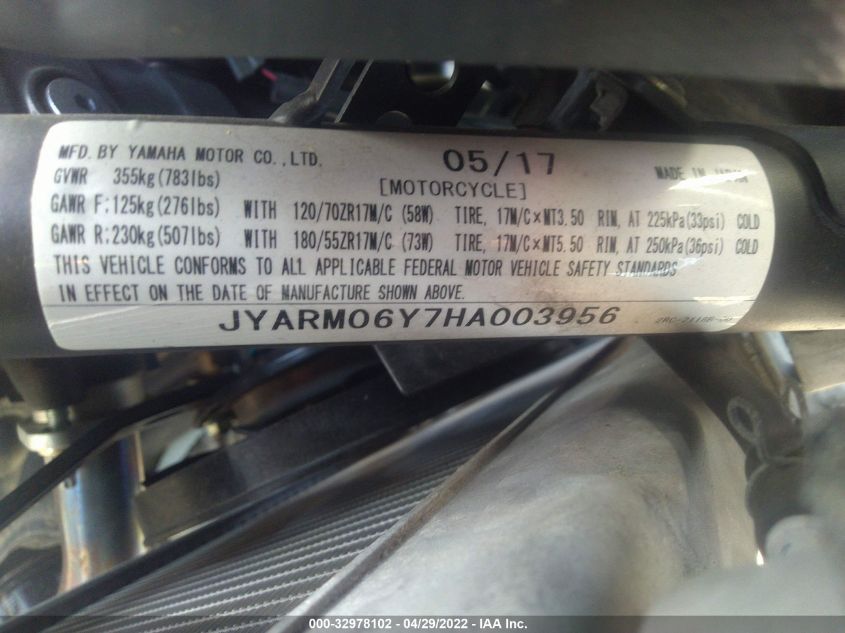 MFD. BY YAMAHA MOTOR CO.,LTD. 05/17 MADE IN JAPAN
GVWR 355kg(783lbs) [MOTORCYCLE]
GAWR F:125kg(276lbs) WITH 120/70ZR17M/C (58W) TIRE, 17M/C×MT3.50 RIM, AT 225kPa(33psi) COLD
GAWR R:230kg(507lbs) WITH 180/55ZR17M/C (73W) TIRE, 17M/C×MT5.50 RIM, AT 250kPa(36psi) COLD
THIS VEHICLE CONFORMS TO ALL APPLICABLE FEDERAL MOTOR VEHICLE SAFETY STANDARDS
IN EFFECT ON THE DATE OF MANUFACTURE SHOWN ABOVE.
JYARM06Y7HA003956
000-32978102 - 04/29/2022 - IAA Inc.